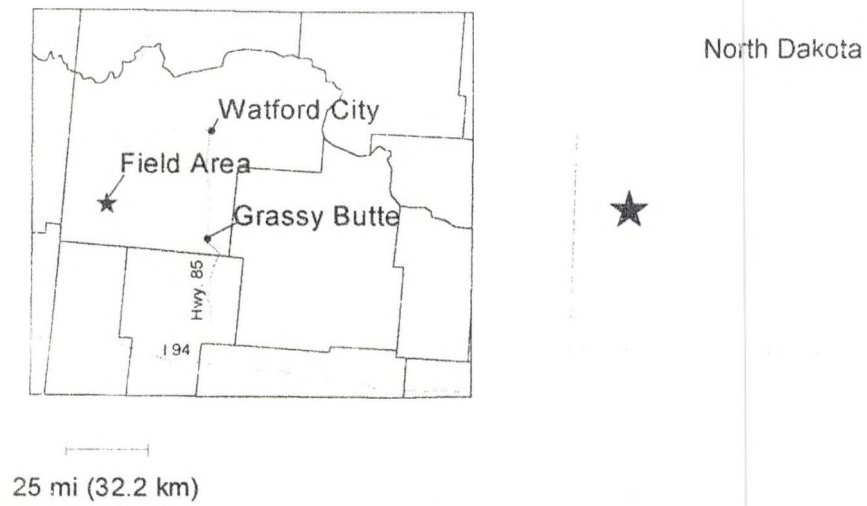 North Dakota
Watford City
Field Area
Grassy Butte
Hwy. 85
I 94
25 mi (32.2 km)